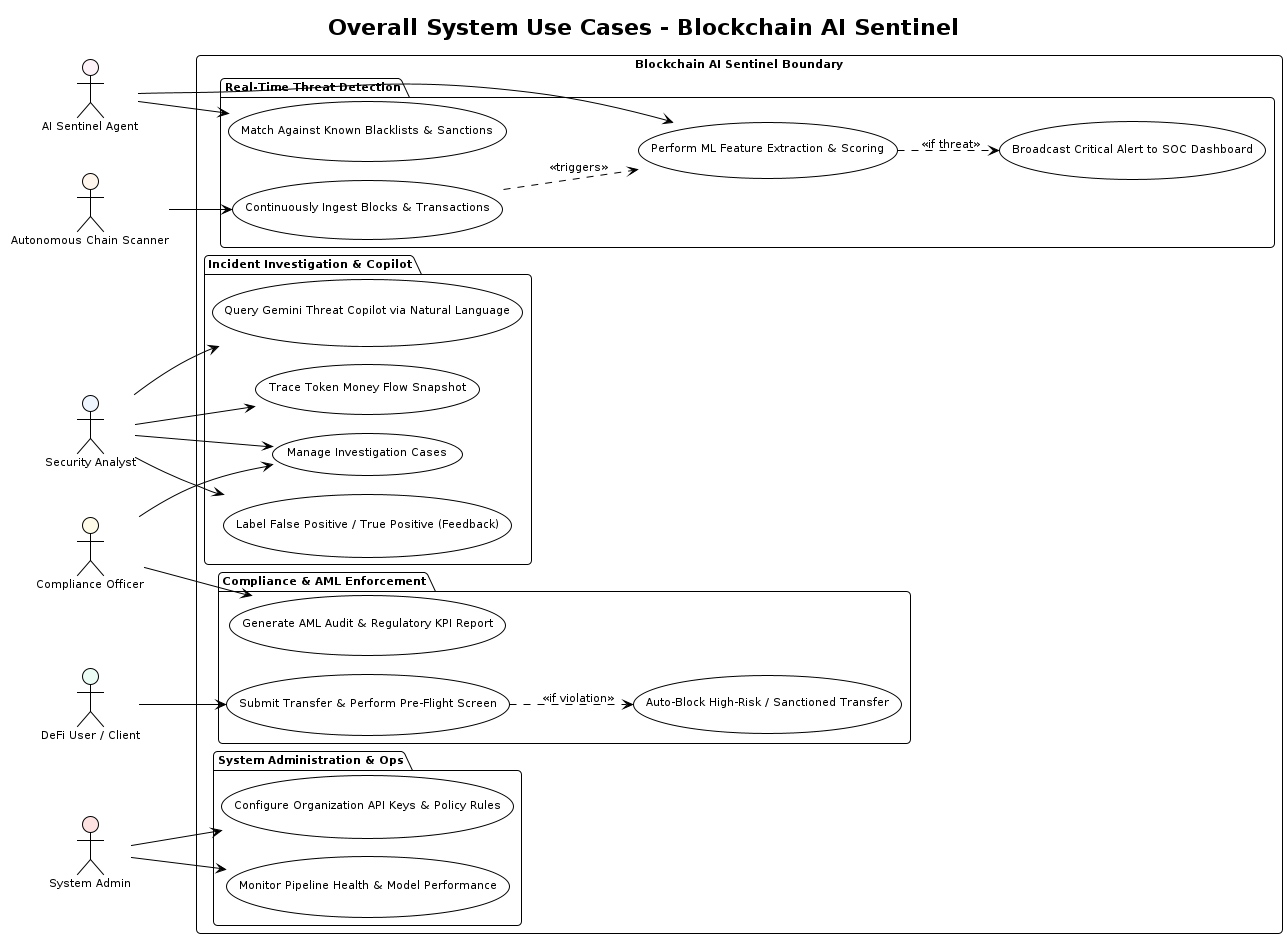 Overall System Use Cases - Blockchain AI Sentinel
Blockchain AI Sentinel Boundary
AI Sentinel Agent
Real-Time Threat Detection
Match Against Known Blacklists & Sanctions
Perform ML Feature Extraction & Scoring
«if threat»
Broadcast Critical Alert to SOC Dashboard
«triggers»
Autonomous Chain Scanner
Continuously Ingest Blocks & Transactions
Incident Investigation & Copilot
Query Gemini Threat Copilot via Natural Language
Trace Token Money Flow Snapshot
Security Analyst
Manage Investigation Cases
Label False Positive / True Positive (Feedback)
Compliance Officer
Compliance & AML Enforcement
Generate AML Audit & Regulatory KPI Report
DeFi User / Client
Submit Transfer & Perform Pre-Flight Screen
«if violation»
Auto-Block High-Risk / Sanctioned Transfer
System Administration & Ops
Configure Organization API Keys & Policy Rules
System Admin
Monitor Pipeline Health & Model Performance